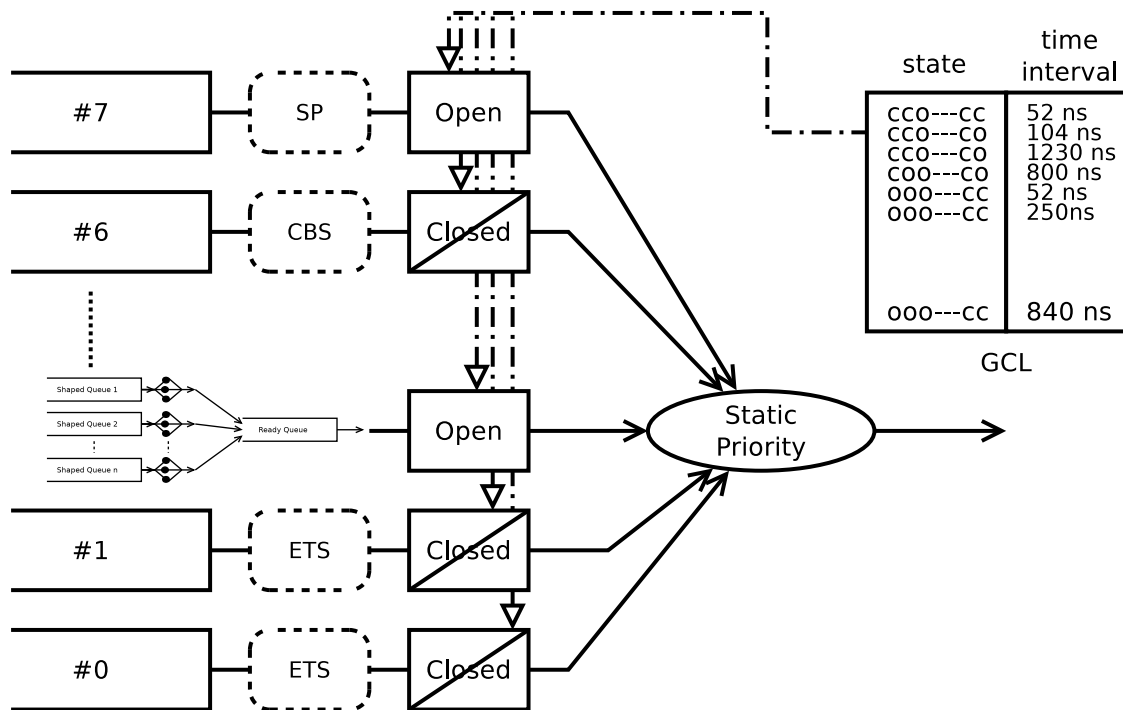 #7
SP
Open
#6
CBS
Closed
Shaped Queue 1
Shaped Queue 2
Shaped Queue n
Ready Queue
Open
#1
ETS
Closed
#0
ETS
Closed
Static
Priority
state
time
interval
cco---cc 52 ns
cco---co 104 ns
cco---co 1230 ns
coo---co 800 ns
ooo---cc 52 ns
ooo---cc 250ns
ooo---cc 840 ns
GCL